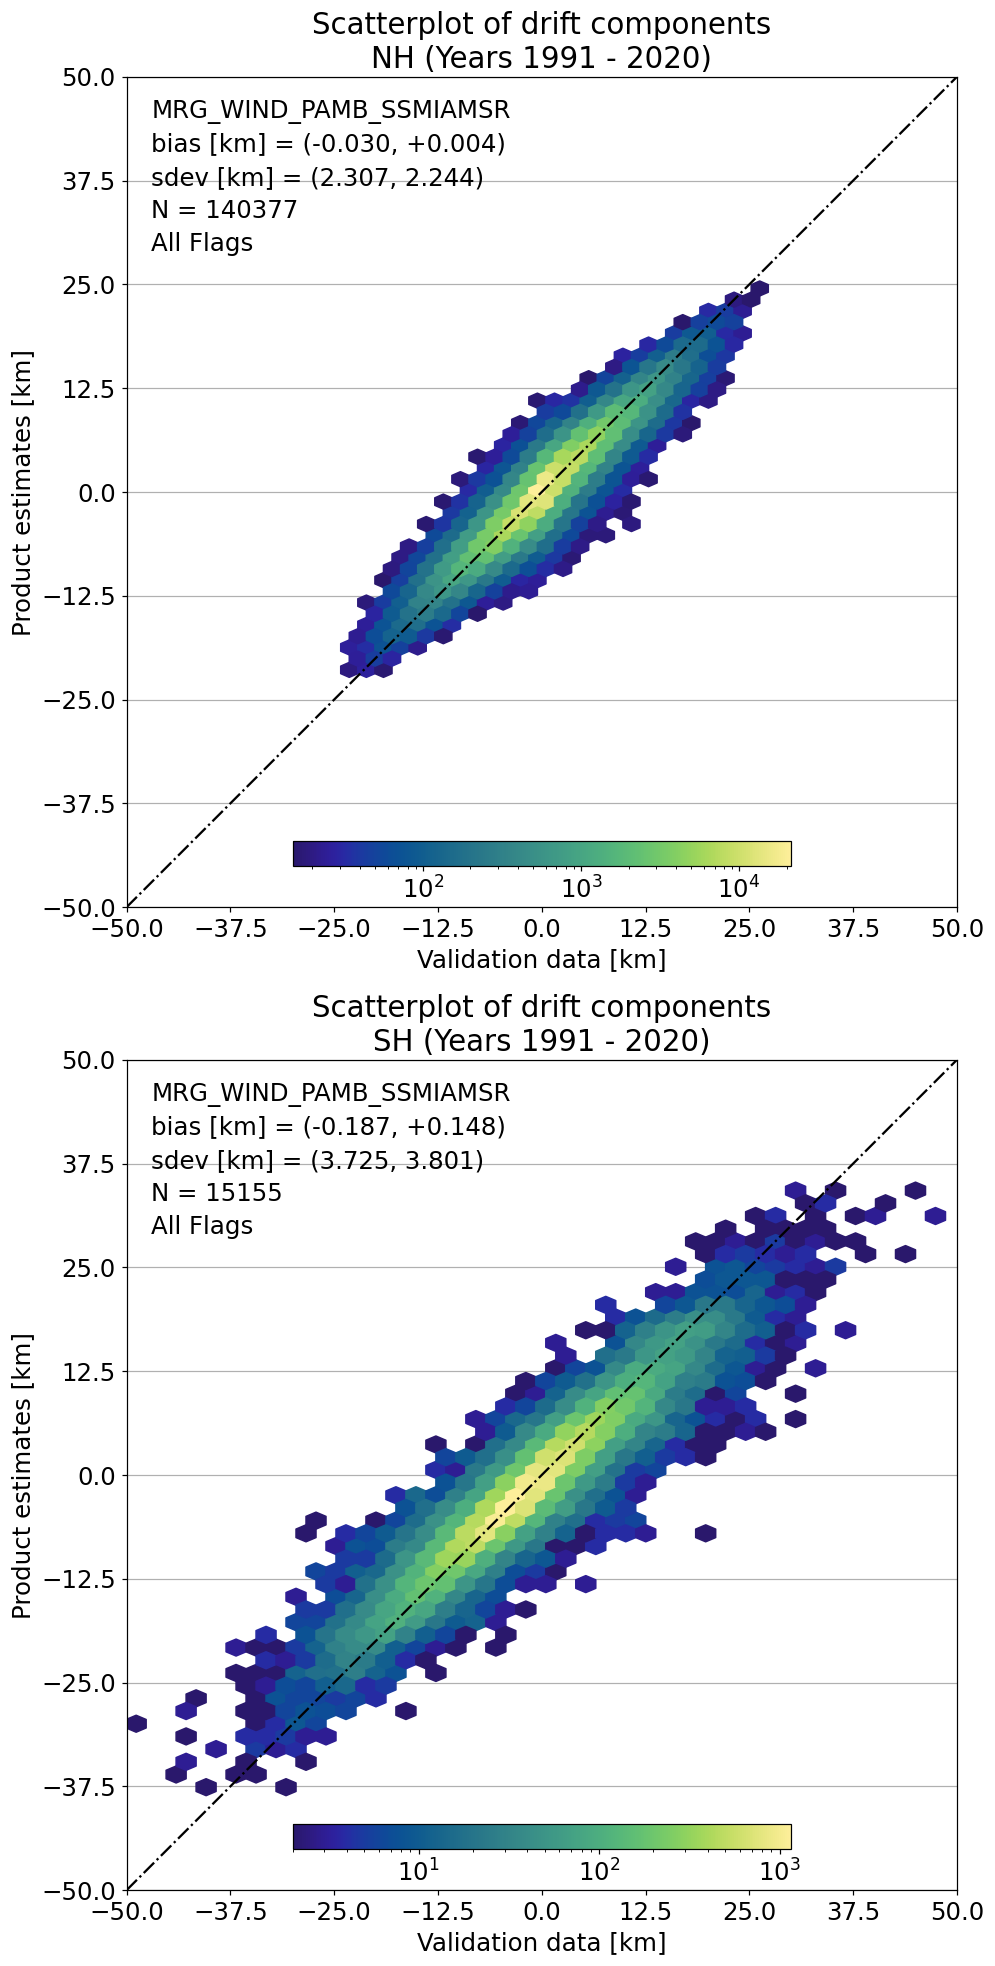 Scatterplot of drift components
NH (Years 1991 - 2020)
50.0
37.5
25.0
12.5
0.0
−12.5
−25.0
−37.5
−50.0
Product estimates [km]
MRG_WIND_PAMB_SSMIAMSR
bias [km] = (-0.030, +0.004)
sdev [km] = (2.307, 2.244)
N = 140377
All Flags
10² 10³ 10⁴
−50.0 −37.5 −25.0 −12.5 0.0 12.5 25.0 37.5 50.0
Validation data [km]
Scatterplot of drift components
SH (Years 1991 - 2020)
50.0
37.5
25.0
12.5
0.0
−12.5
−25.0
−37.5
−50.0
Product estimates [km]
MRG_WIND_PAMB_SSMIAMSR
bias [km] = (-0.187, +0.148)
sdev [km] = (3.725, 3.801)
N = 15155
All Flags
10¹ 10² 10³
−50.0 −37.5 −25.0 −12.5 0.0 12.5 25.0 37.5 50.0
Validation data [km]